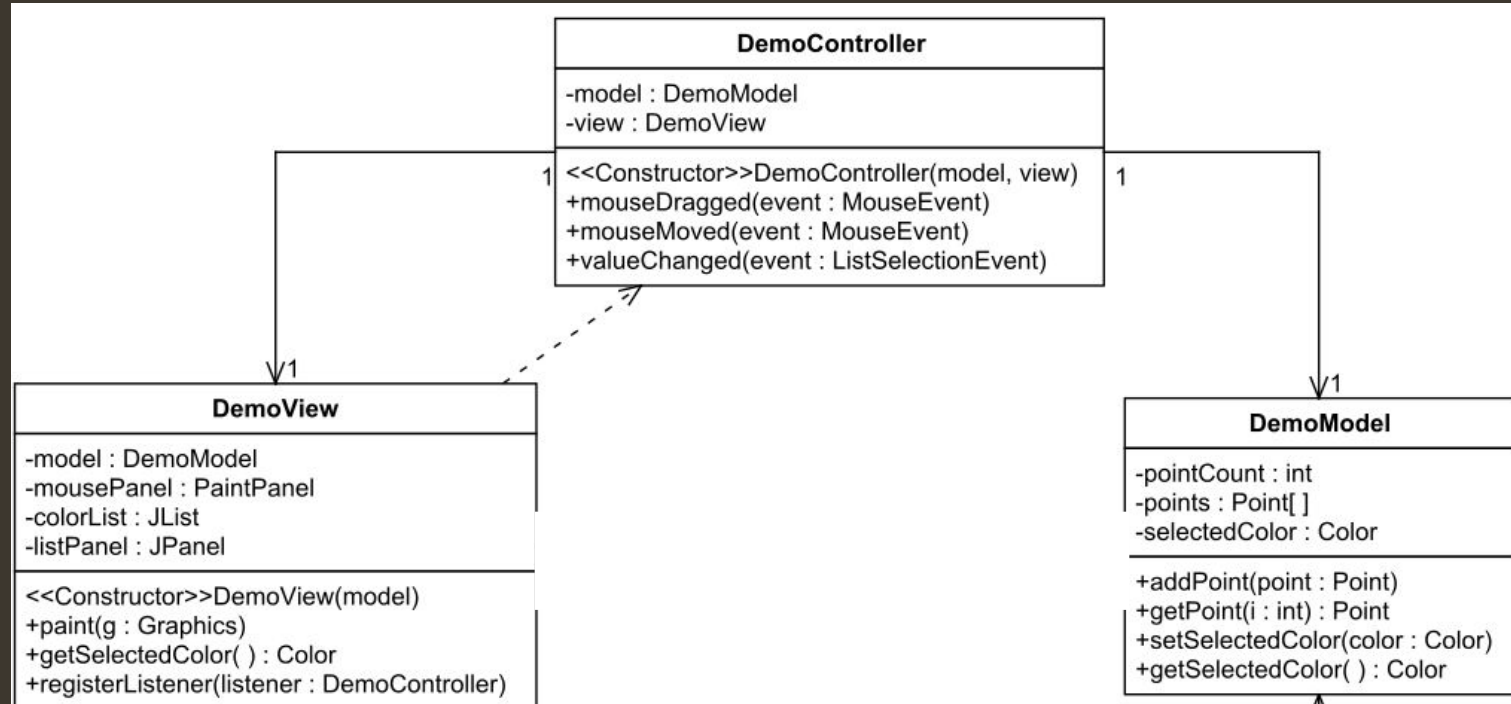 DemoController
-model : DemoModel
-view : DemoView
<<Constructor>>DemoController(model, view)
+mouseDragged(event : MouseEvent)
+mouseMoved(event : MouseEvent)
+valueChanged(event : ListSelectionEvent)
1
1
1
1
DemoView
-model : DemoModel
-mousePanel : PaintPanel
-colorList : JList
-listPanel : JPanel
<<Constructor>>DemoView(model)
+paint(g : Graphics)
+getSelectedColor( ) : Color
+registerListener(listener : DemoController)
DemoModel
-pointCount : int
-points : Point[ ]
-selectedColor : Color
+addPoint(point : Point)
+getPoint(i : int) : Point
+setSelectedColor(color : Color)
+getSelectedColor( ) : Color